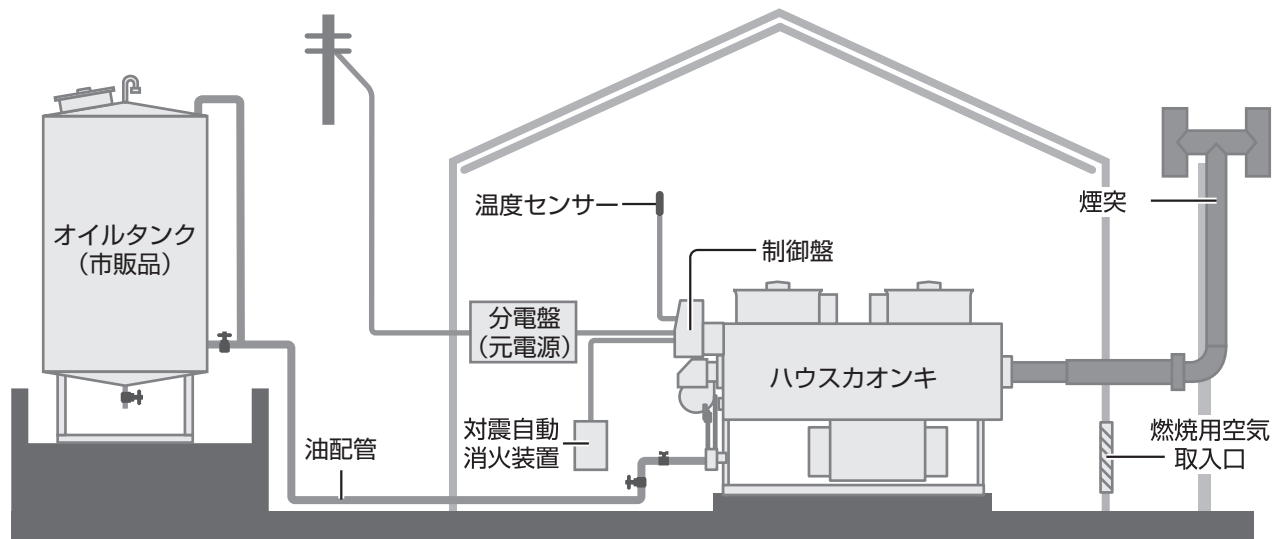 オイルタンク
（市販品）
温度センサー
制御盤
煙突
分電盤
（元電源）
ハウスカオンキ
対震自動
消火装置
油配管
燃焼用空気
取入口